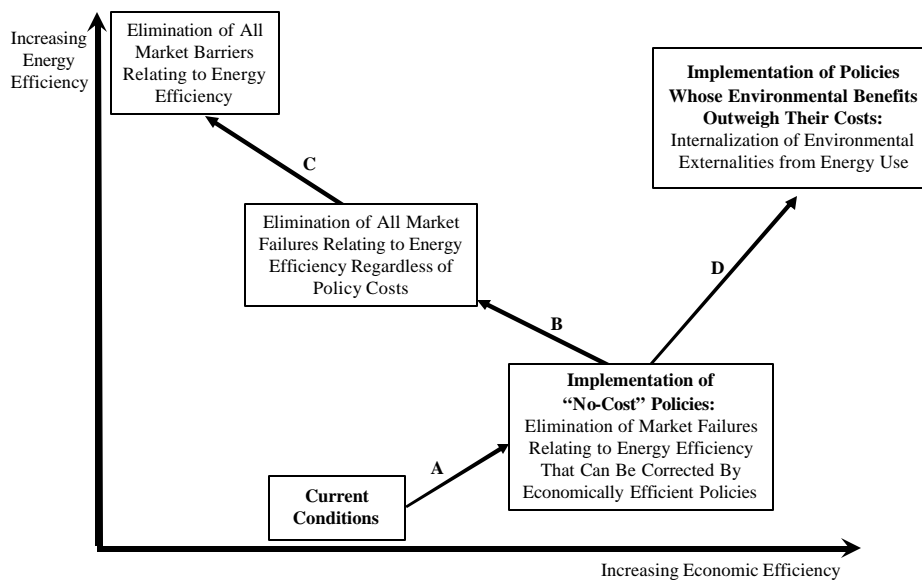 Increasing
Energy
Efficiency
Elimination of All
Market Barriers
Relating to Energy
Efficiency
Implementation of Policies
Whose Environmental Benefits
Outweigh Their Costs:
Internalization of Environmental
Externalities from Energy Use
C
Elimination of All Market
Failures Relating to Energy
Efficiency Regardless of
Policy Costs
D
B
Implementation of
“No-Cost” Policies:
Elimination of Market Failures
Relating to Energy Efficiency
That Can Be Corrected By
Economically Efficient Policies
A
Current
Conditions
Increasing Economic Efficiency